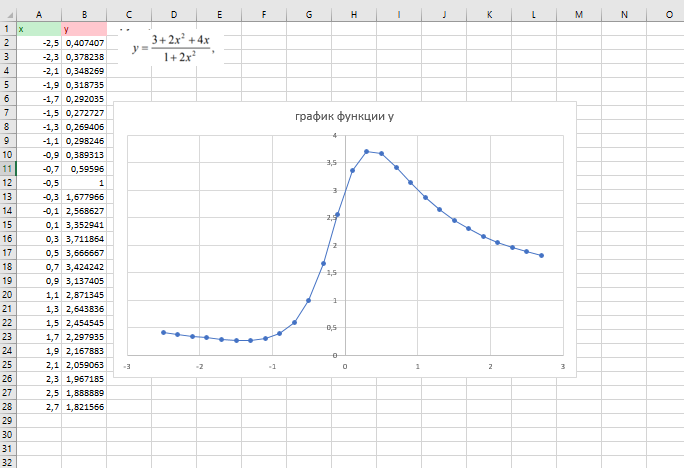 A B C D E F G H I J K L M N O
1 x y
2 -2,5 0,407407
3 -2,3 0,378238
4 -2,1 0,348269
5 -1,9 0,318735
6 -1,7 0,292035
7 -1,5 0,272727
8 -1,3 0,269406
9 -1,1 0,298246
10 -0,9 0,389313
11 -0,7 0,59596
12 -0,5 1
13 -0,3 1,677966
14 -0,1 2,568627
15 0,1 3,352941
16 0,3 3,711864
17 0,5 3,666667
18 0,7 3,424242
19 0,9 3,137405
20 1,1 2,871345
21 1,3 2,643836
22 1,5 2,454545
23 1,7 2,297935
24 1,9 2,167883
25 2,1 2,059063
26 2,3 1,967185
27 2,5 1,888889
28 2,7 1,821566
29
30
31
32
y = (3 + 2x² + 4x) / (1 + 2x²),
график функции y
4
3,5
3
2,5
2
1,5
1
0,5
0
-3 -2 -1 0 1 2 3